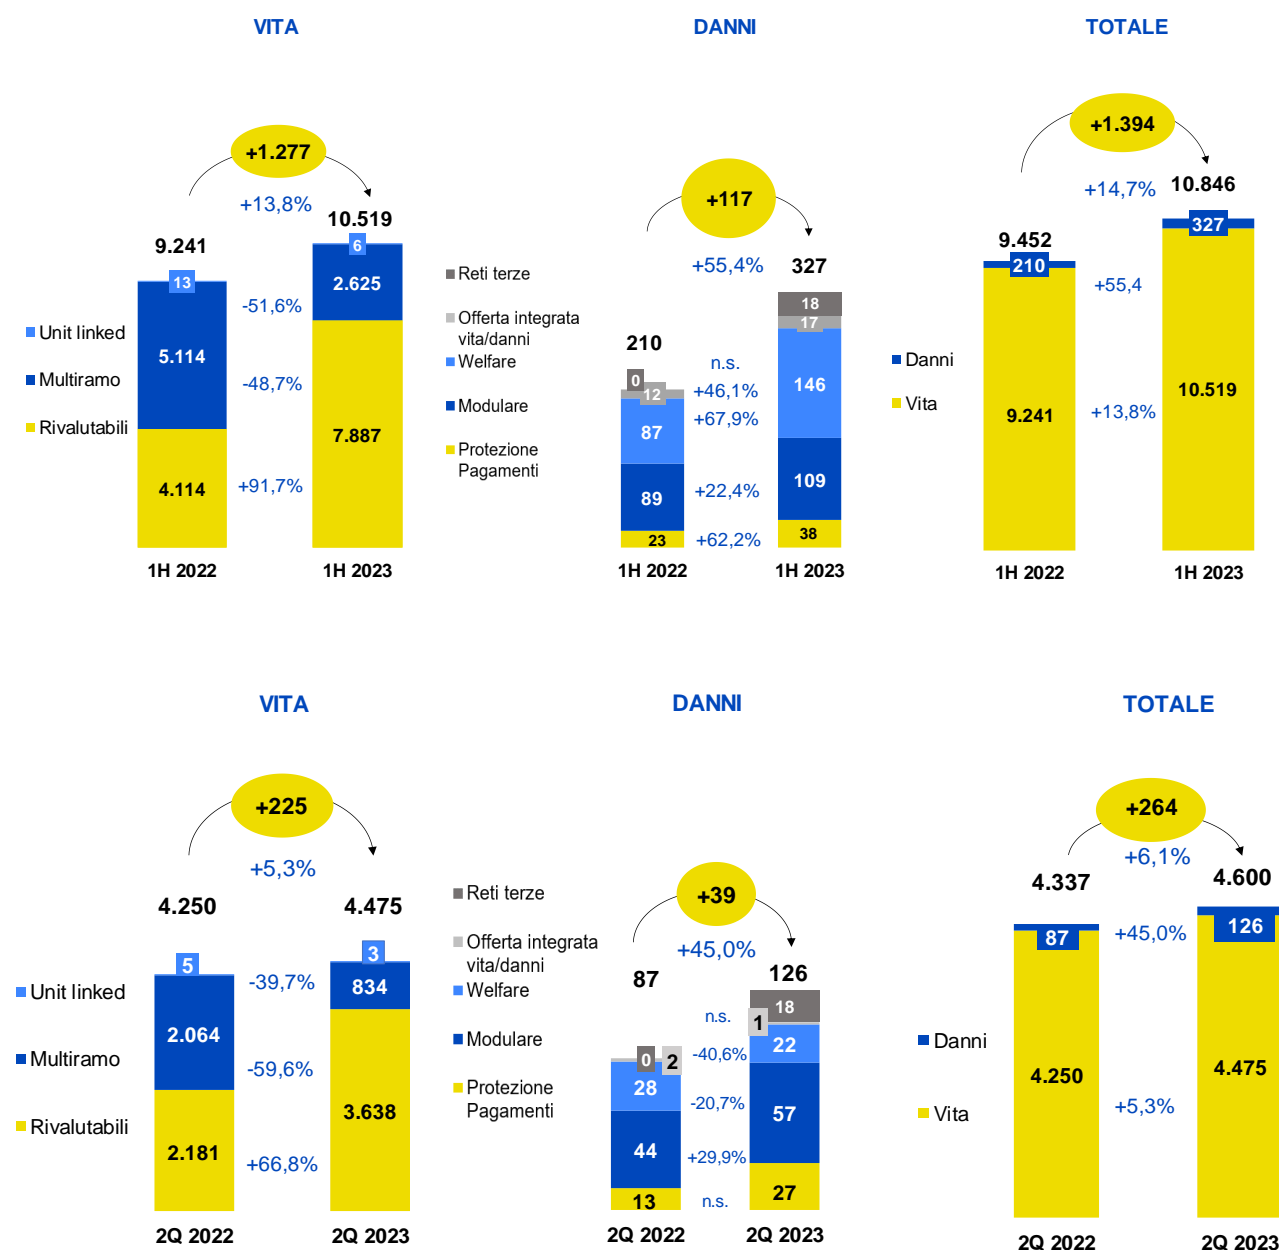 VITA
+1.277
+13,8%
9.241
10.519
13
6
-51,6%
2.625
Unit linked
5.114
Multiramo
-48,7%
Rivalutabili
7.887
4.114
+91,7%
1H 2022
1H 2023
DANNI
+117
+55,4%
327
Reti terze
18
Offerta integrata
vita/danni
17
210
Welfare
n.s.
0
12
+46,1%
146
Modulare
+67,9%
87
Protezione
Pagamenti
89
+22,4%
109
23
+62,2%
38
1H 2022
1H 2023
TOTALE
+1.394
+14,7%
10.846
9.452
327
210
+55,4
Danni
Vita
9.241
+13,8%
10.519
1H 2022
1H 2023
VITA
+225
+5,3%
4.250
4.475
5
3
-39,7%
834
Unit linked
2.064
Multiramo
-59,6%
Rivalutabili
3.638
2.181
+66,8%
2Q 2022
2Q 2023
DANNI
+39
Reti terze
+45,0%
Offerta integrata
vita/danni
87
126
Welfare
18
n.s.
1
Modulare
0
2
-40,6%
22
Protezione
Pagamenti
28
-20,7%
57
44
+29,9%
13
n.s.
27
2Q 2022
2Q 2023
TOTALE
+264
+6,1%
4.337
4.600
87
+45,0%
126
Danni
4.250
4.475
Vita
+5,3%
2Q 2022
2Q 2023